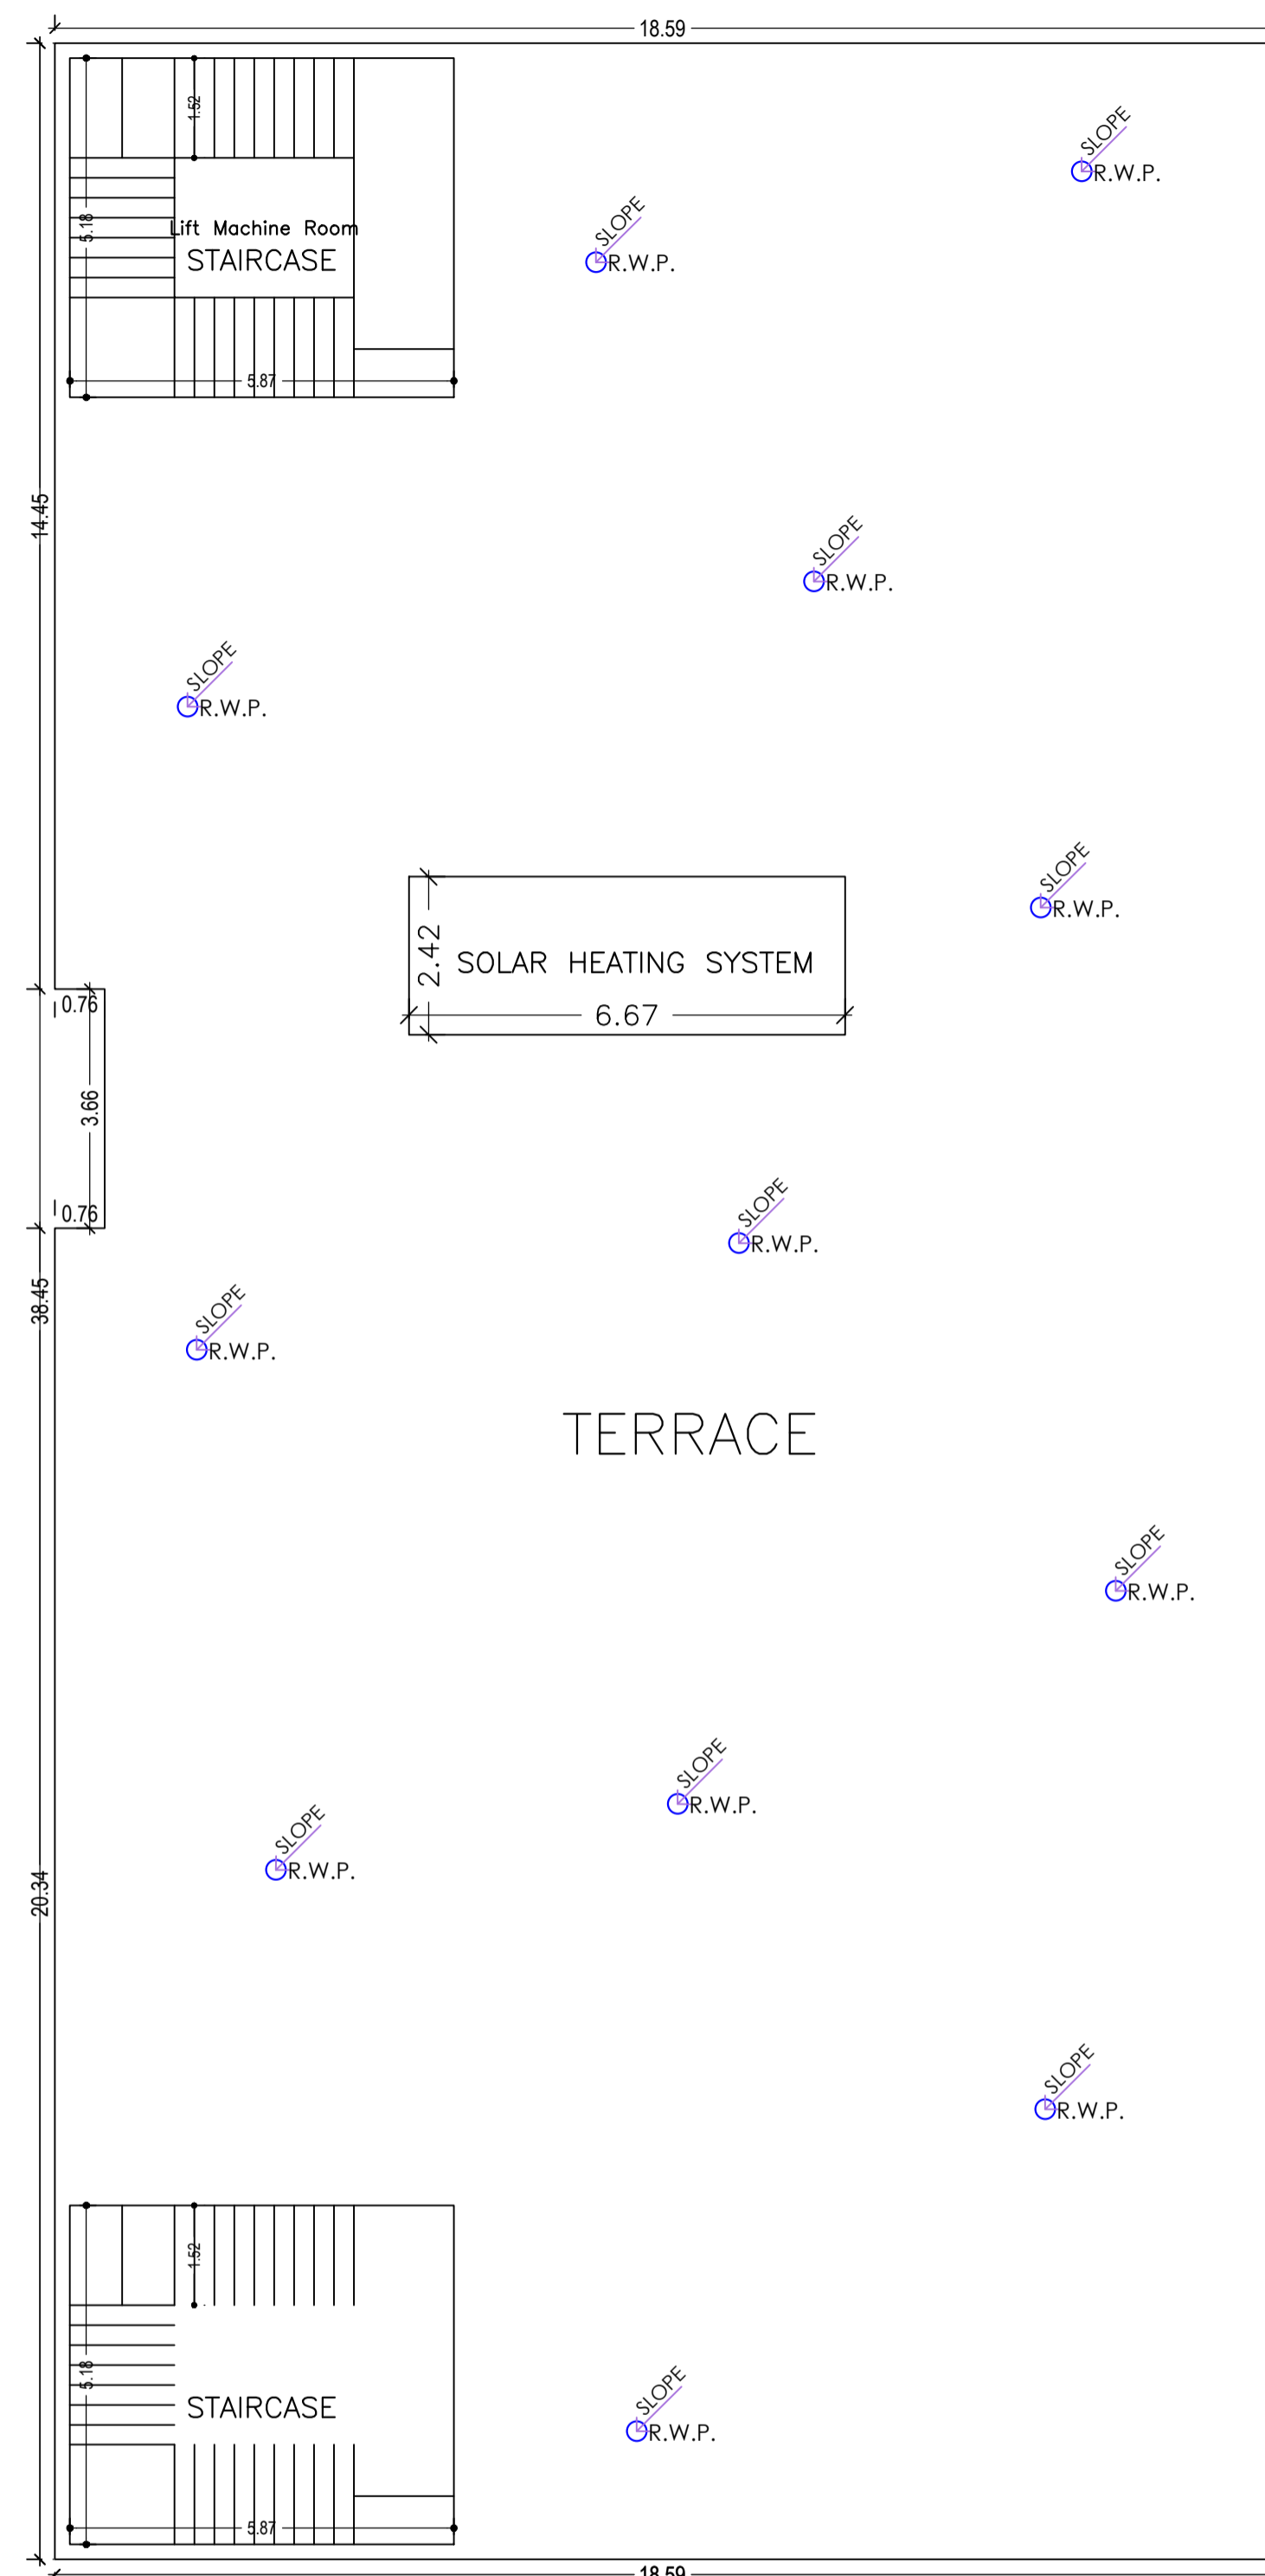 18.59
SLOPE
R.W.P.
1.52
SLOPE
R.W.P.
5.18
Lift Machine Room
STAIRCASE
5.87
14.45
SLOPE
R.W.P.
SLOPE
R.W.P.
SLOPE
R.W.P.
2.42
SOLAR HEATING SYSTEM
6.67
0.76
3.66
0.76
SLOPE
R.W.P.
38.45
SLOPE
R.W.P.
TERRACE
SLOPE
R.W.P.
SLOPE
R.W.P.
SLOPE
R.W.P.
20.34
SLOPE
R.W.P.
1.52
5.18
STAIRCASE
SLOPE
R.W.P.
5.87
18.59